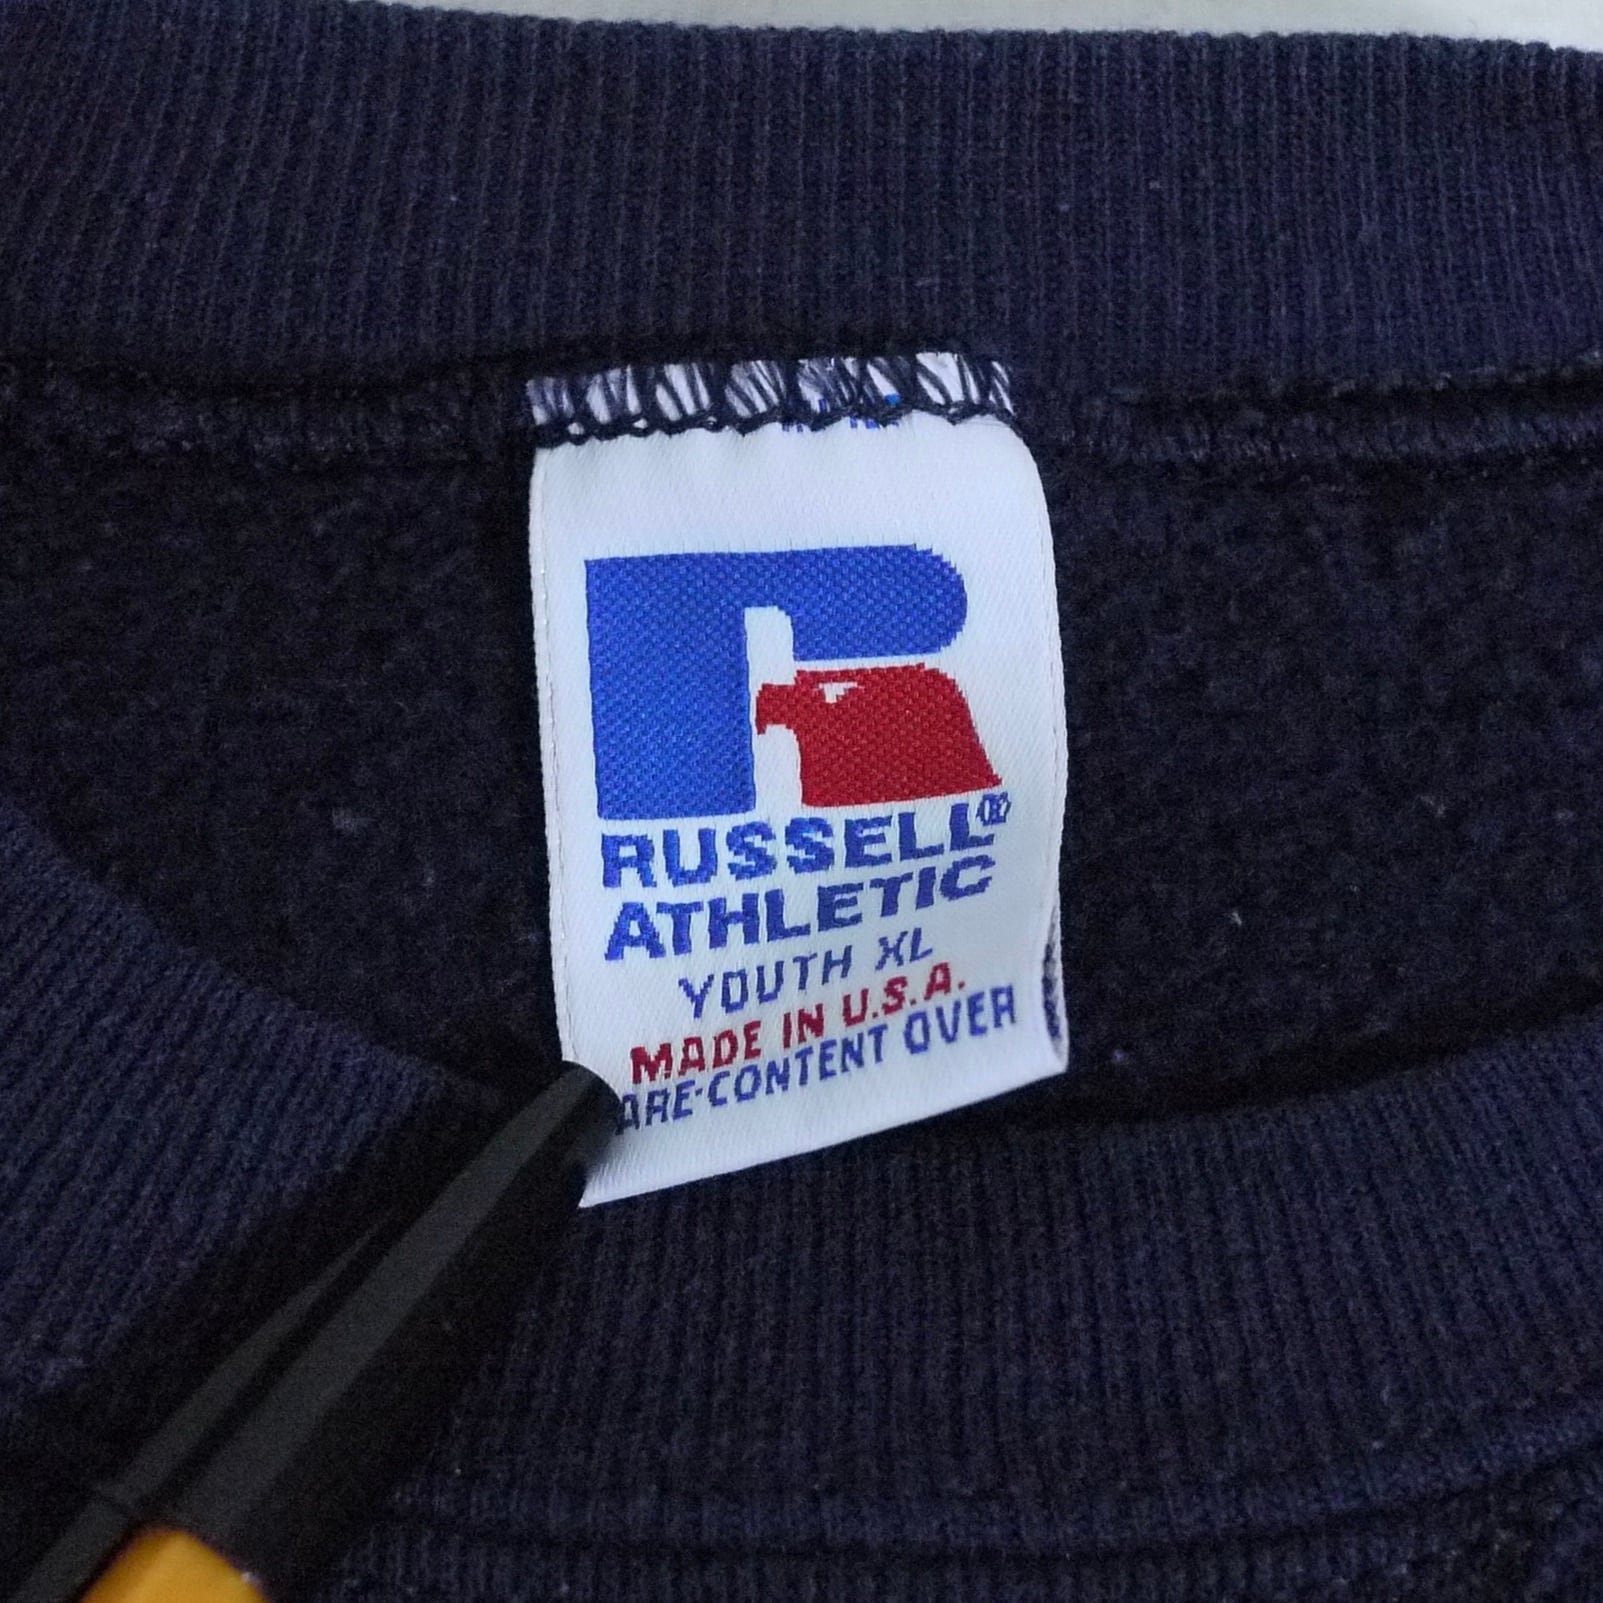 R
RUSSELL®
ATHLETIC
YOUTH XL
MADE IN U.S.A.
ARE-CONTENT OVER